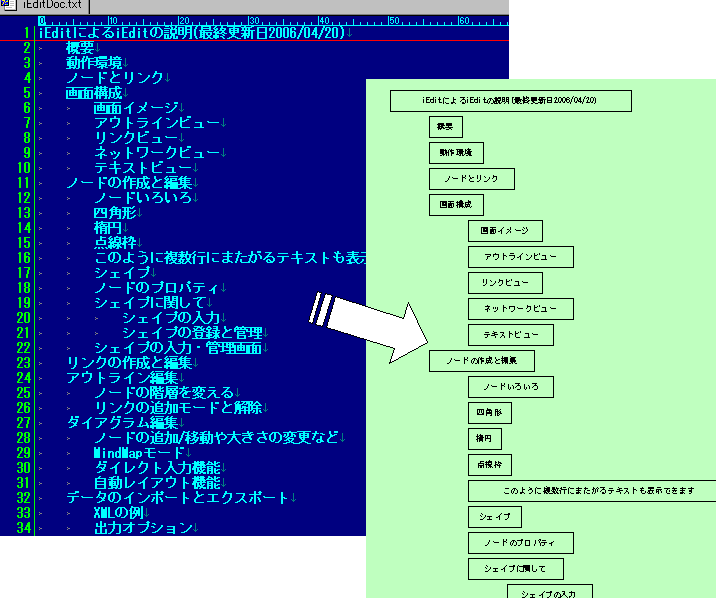 iEditDoc.txt
0 10 20 30 40 50 60
1 iEditによるiEditの説明(最終更新日2006/04/20)↓
2 概要↓
3 動作環境↓
4 ノードとリンク↓
5 画面構成↓
6 画面イメージ↓
7 アウトラインビュー↓
8 リンクビュー↓
9 ネットワークビュー↓
10 テキストビュー↓
11 ノードの作成と編集↓
12 ノードいろいろ↓
13 四角形↓
14 楕円↓
15 点線枠↓
16 このように複数行にまたがるテキストも表示
17 シェイプ↓
18 ノードのプロパティ↓
19 シェイプに関して↓
20 シェイプの入力↓
21 シェイプの登録と管理↓
22 シェイプの入力・管理画面↓
23 リンクの作成と編集↓
24 アウトライン編集↓
25 ノードの階層を変える↓
26 リンクの追加モードと解除↓
27 ダイアグラム編集↓
28 ノードの追加/移動や大きさの変更など↓
29 MindMapモード↓
30 ダイレクト入力機能↓
31 自動レイアウト機能↓
32 データのインポートとエクスポート↓
33 XMLの例↓
34 出力オプション↓
iEditによるiEditの説明(最終更新日2006/04/20)
概要
動作環境
ノードとリンク
画面構成
画面イメージ
アウトラインビュー
リンクビュー
ネットワークビュー
テキストビュー
ノードの作成と編集
ノードいろいろ
四角形
楕円
点線枠
このように複数行にまたがるテキストも表示できます
シェイプ
ノードのプロパティ
シェイプに関して
シェイプの入力